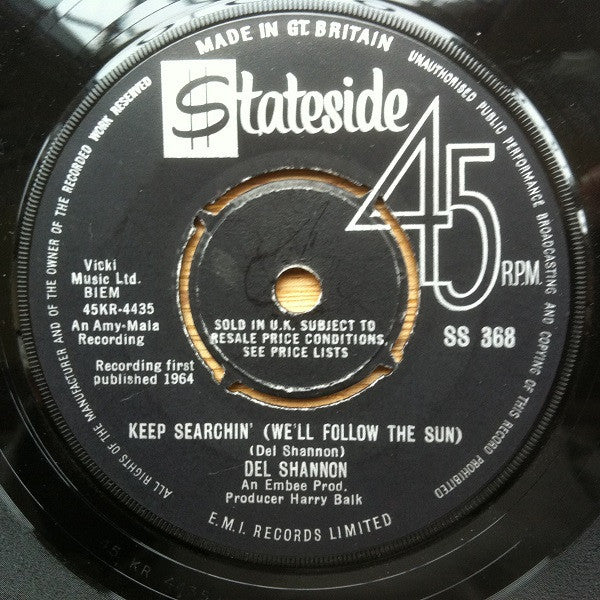 MADE IN GT. BRITAIN
UNAUTHORISED PUBLIC PERFORMANCE BROADCASTING AND COPYING OF THIS RECORD PROHIBITED
ALL RIGHTS OF THE MANUFACTURER AND OF THE OWNER OF THE RECORDED WORK RESERVED
$tateside
45 R.P.M.
Vicki
Music Ltd.
BIEM
45KR-4435
An Amy-Mala
Recording
Recording first
published 1964
SOLD IN U.K. SUBJECT TO
RESALE PRICE CONDITIONS,
SEE PRICE LISTS
SS 368
KEEP SEARCHIN' (WE'LL FOLLOW THE SUN)
(Del Shannon)
DEL SHANNON
An Embee Prod.
Producer Harry Balk
E.M.I. RECORDS LIMITED